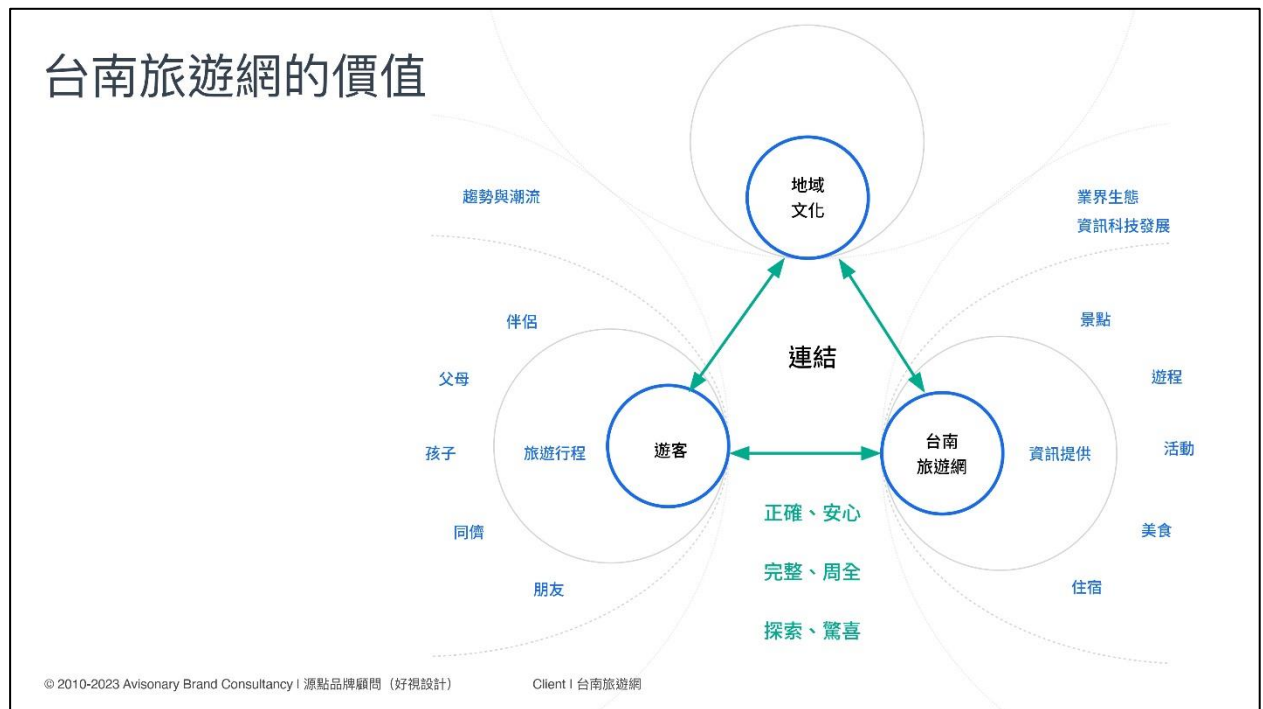 台南旅遊網的價值
地域
文化
趨勢與潮流
業界生態
資訊科技發展
伴侶
景點
連結
父母
遊程
孩子
旅遊行程
遊客
台南
旅遊網
資訊提供
活動
正確、安心
同儕
美食
完整、周全
朋友
住宿
探索、驚喜
© 2010-2023 Avisonary Brand Consultancy l 源點品牌顧問（好視設計）
Client l 台南旅遊網